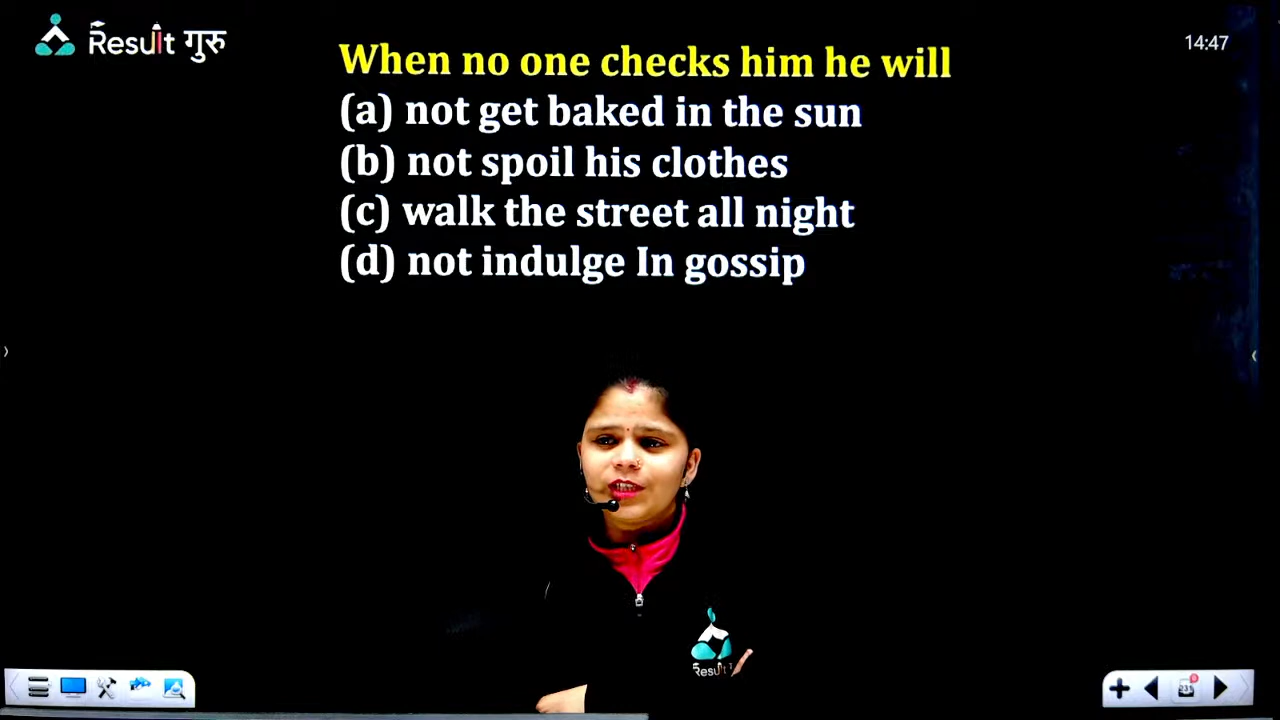 Result गुरु
14:47
When no one checks him he will
(a) not get baked in the sun
(b) not spoil his clothes
(c) walk the street all night
(d) not indulge In gossip
Result